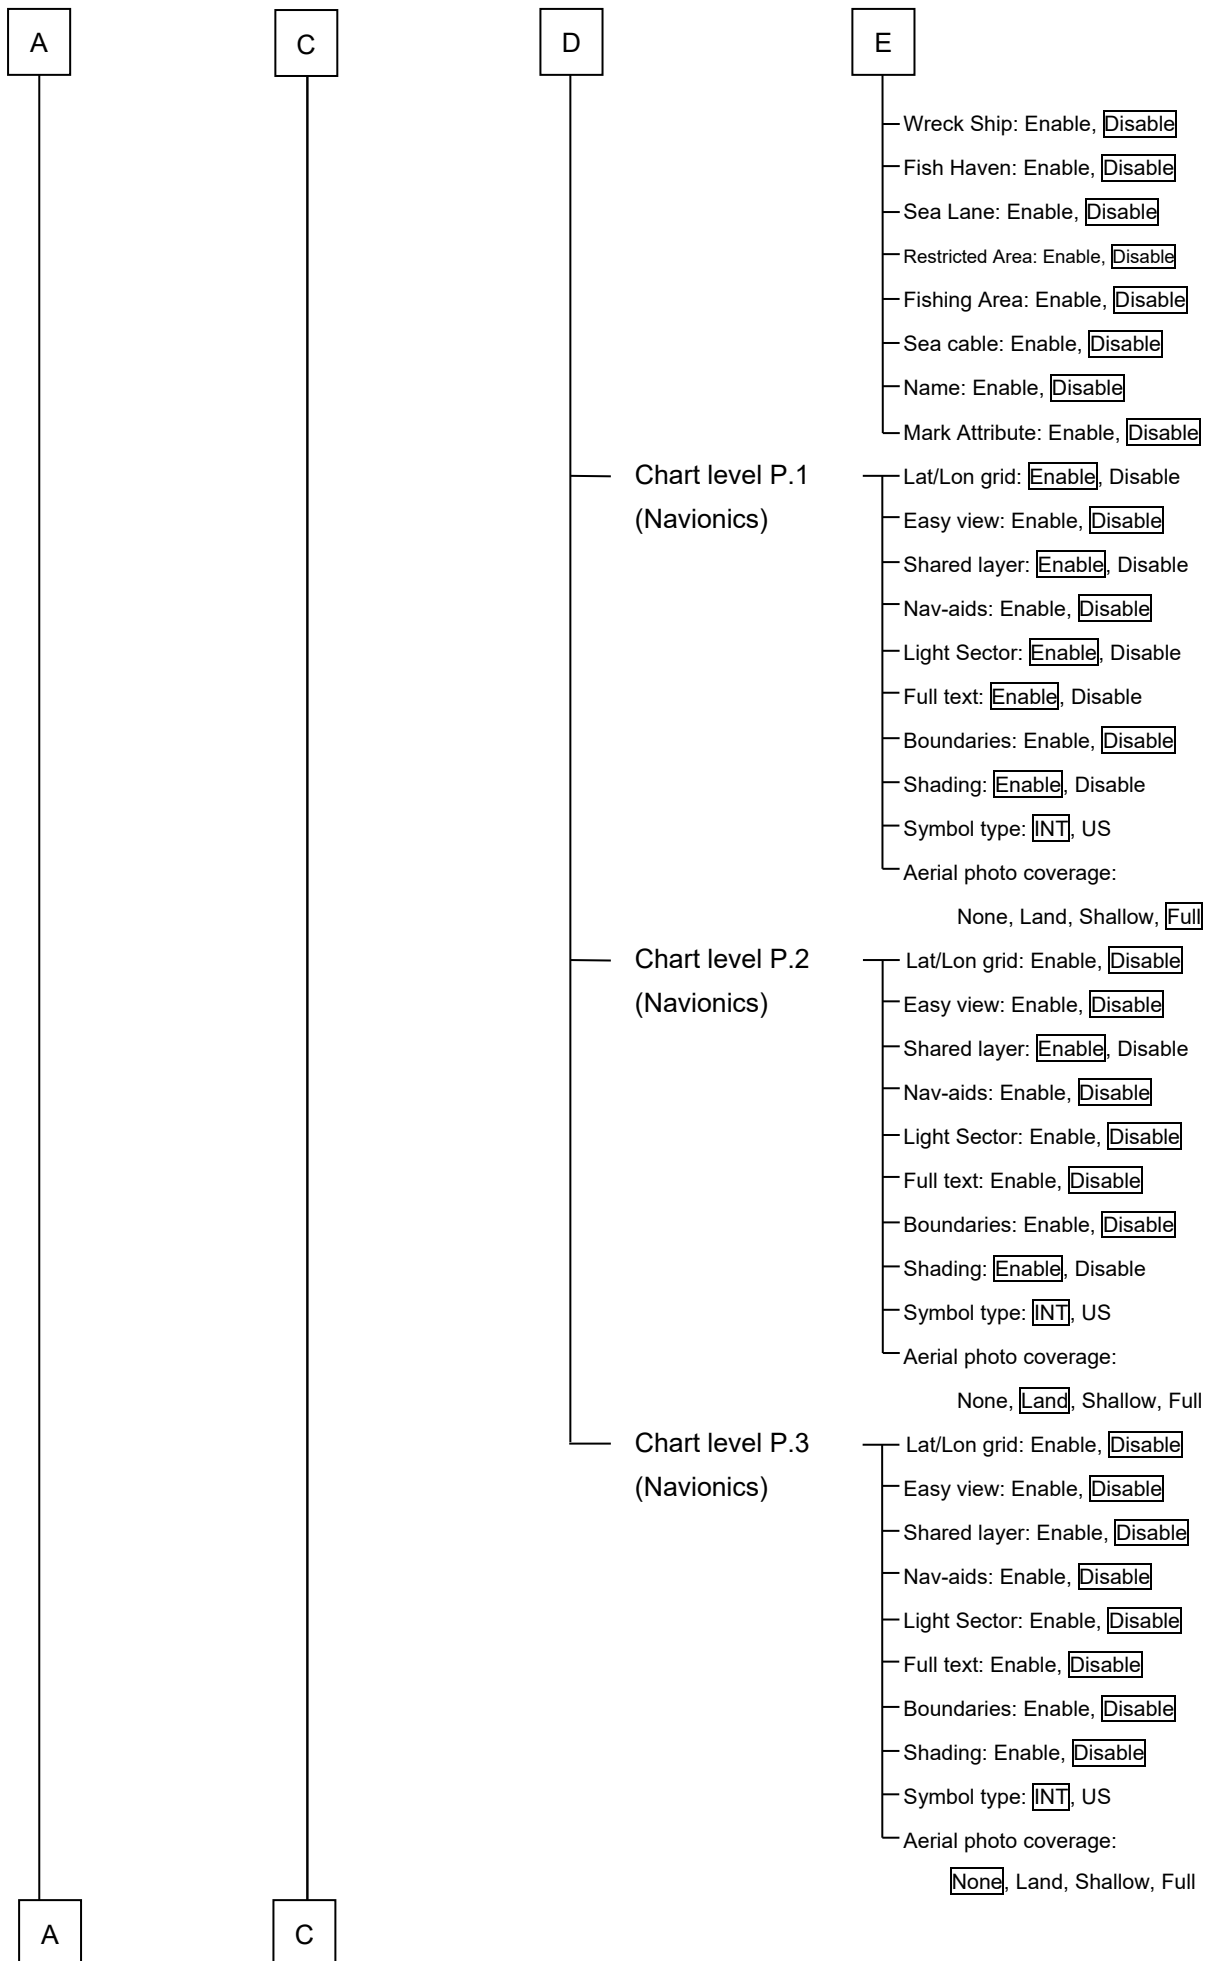 A C D E
Wreck Ship: Enable, Disable
Fish Haven: Enable, Disable
Sea Lane: Enable, Disable
Restricted Area: Enable, Disable
Fishing Area: Enable, Disable
Sea cable: Enable, Disable
Name: Enable, Disable
Mark Attribute: Enable, Disable
Chart level P.1 Lat/Lon grid: Enable, Disable
(Navionics) Easy view: Enable, Disable
Shared layer: Enable, Disable
Nav-aids: Enable, Disable
Light Sector: Enable, Disable
Full text: Enable, Disable
Boundaries: Enable, Disable
Shading: Enable, Disable
Symbol type: INT, US
Aerial photo coverage:
None, Land, Shallow, Full
Chart level P.2 Lat/Lon grid: Enable, Disable
(Navionics) Easy view: Enable, Disable
Shared layer: Enable, Disable
Nav-aids: Enable, Disable
Light Sector: Enable, Disable
Full text: Enable, Disable
Boundaries: Enable, Disable
Shading: Enable, Disable
Symbol type: INT, US
Aerial photo coverage:
None, Land, Shallow, Full
Chart level P.3 Lat/Lon grid: Enable, Disable
(Navionics) Easy view: Enable, Disable
Shared layer: Enable, Disable
Nav-aids: Enable, Disable
Light Sector: Enable, Disable
Full text: Enable, Disable
Boundaries: Enable, Disable
Shading: Enable, Disable
Symbol type: INT, US
Aerial photo coverage:
None, Land, Shallow, Full
A C